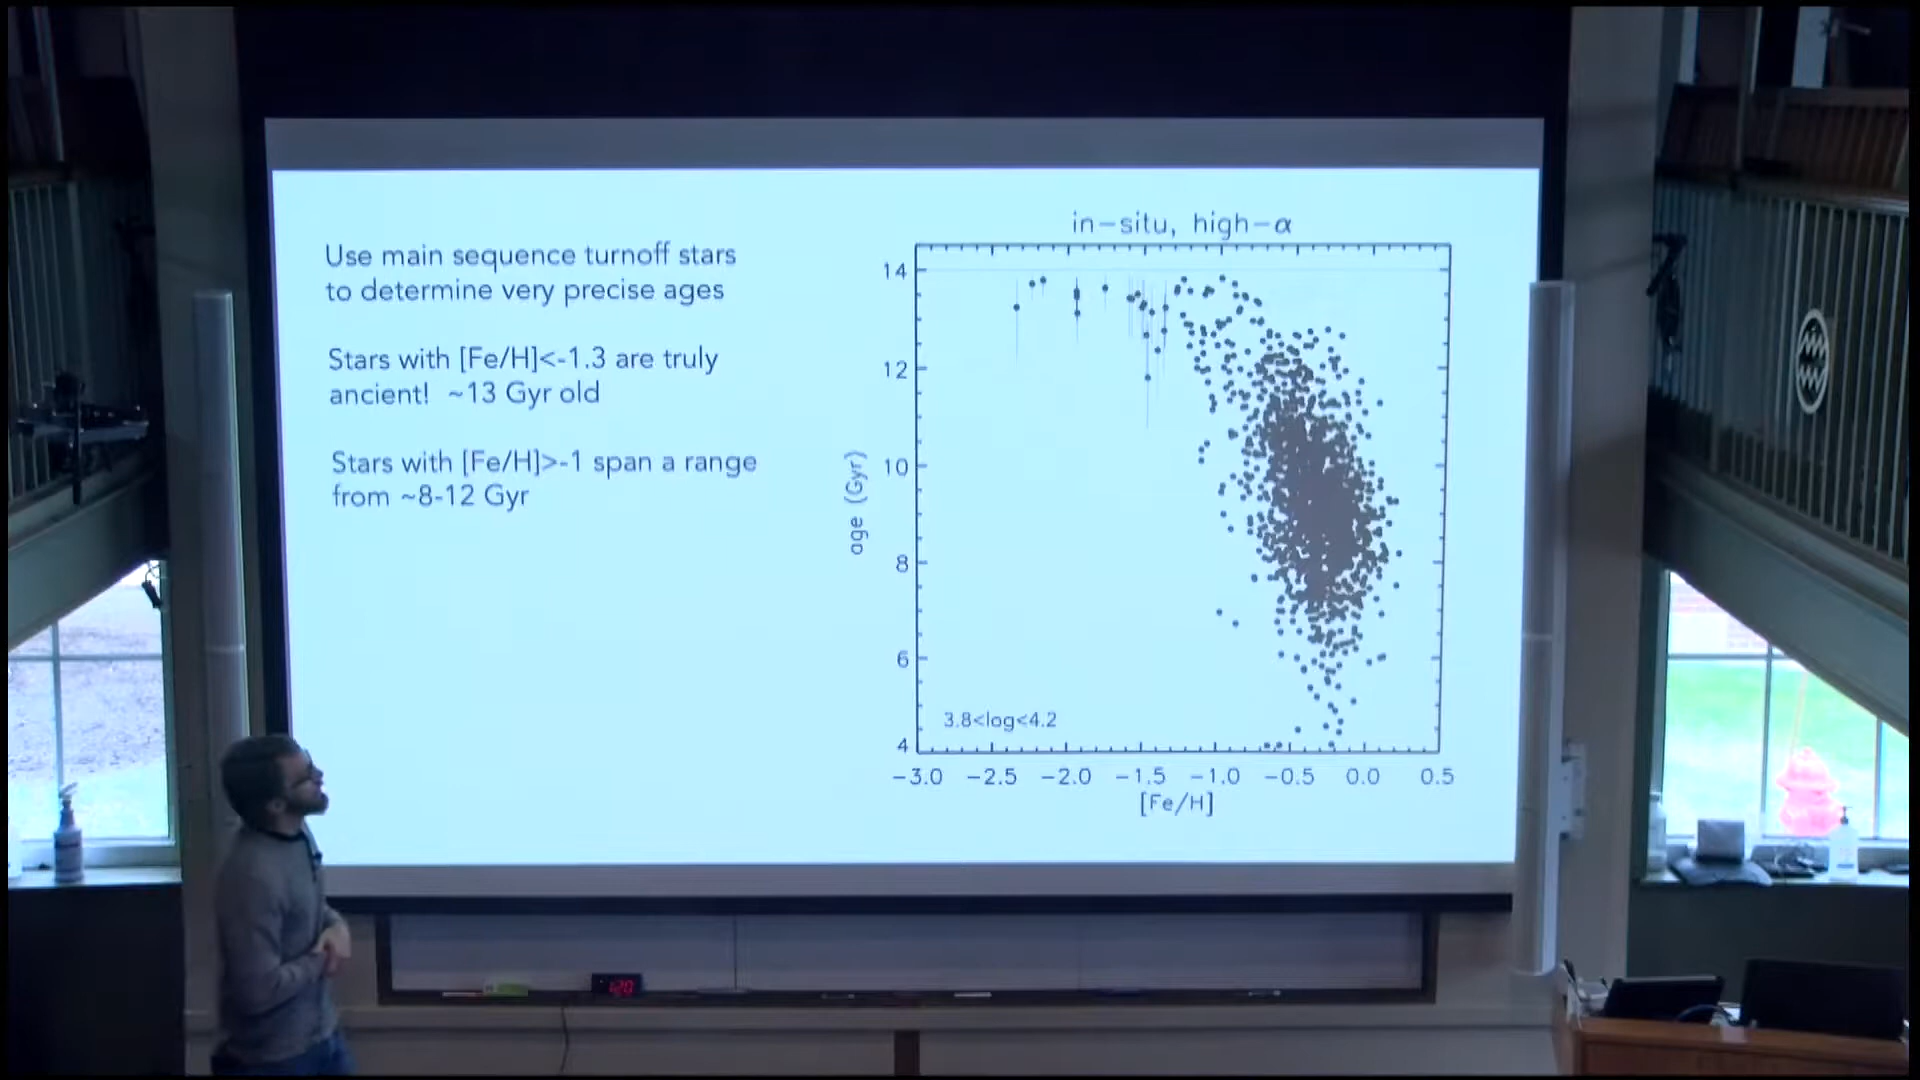 in-situ, high-α
Use main sequence turnoff stars
to determine very precise ages
Stars with [Fe/H]<-1.3 are truly
ancient! ~13 Gyr old
Stars with [Fe/H]>-1 span a range
from ~8-12 Gyr
14
12
10
8
6
4
age (Gyr)
3.8<log<4.2
-3.0 -2.5 -2.0 -1.5 -1.0 -0.5 0.0 0.5
[Fe/H]